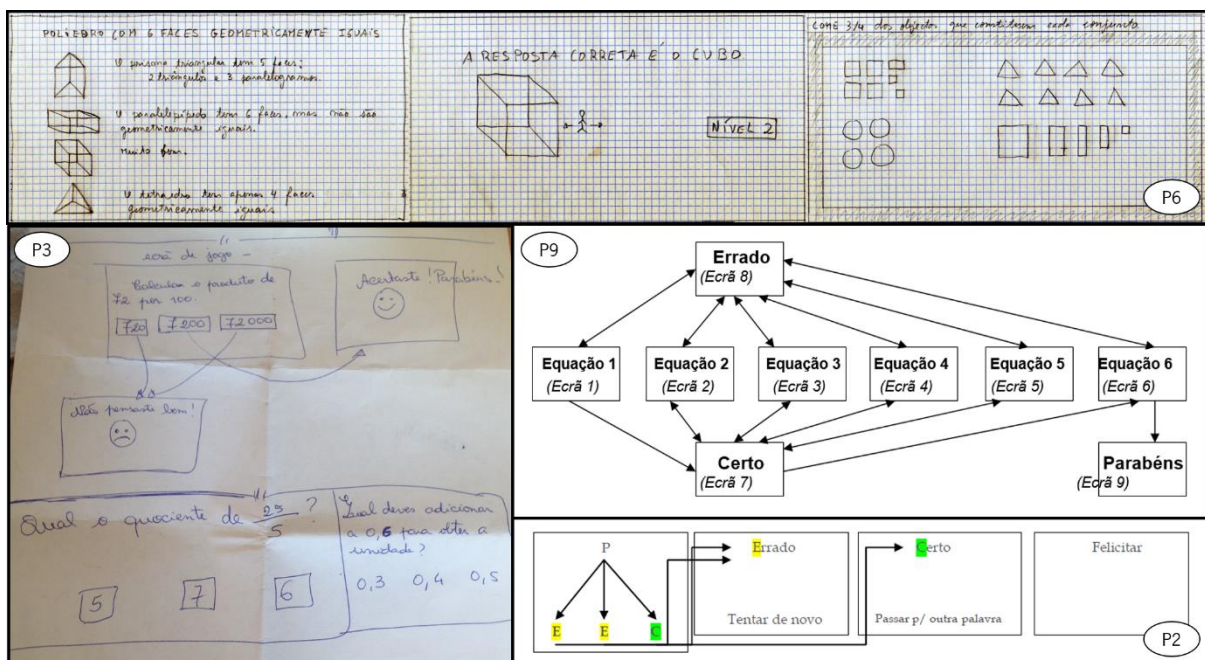 POLIEDRO COM 6 FACES GEOMETRICAMENTE IGUAIS
O prisma triangular tem 5 faces:
2 triângulos e 3 paralelogramos.
O paralelepípedo tem 6 faces, mas não são
geometricamente iguais.
Muito bom.
O tetraedro tem apenas 4 faces
geometricamente iguais
A RESPOSTA CORRETA É O CUBO.
NÍVEL 2
COME 3/4 dos objectos que constituem cada conjunto
P6
P3
ecrã de jogo
Calcular o produto de
72 por 100.
720 7200 72000
Acertaste! Parabéns!
Não pensaste bem!
Qual o quociente de 25/5?
5 7 6
Qual deves adicionar
a 0,6 para obter a
unidade?
0,3 0,4 0,5
P9
Errado
(Ecrã 8)
Equação 1 Equação 2 Equação 3 Equação 4 Equação 5 Equação 6
(Ecrã 1) (Ecrã 2) (Ecrã 3) (Ecrã 4) (Ecrã 5) (Ecrã 6)
Certo Parabéns
(Ecrã 7) (Ecrã 9)
P Errado Certo Felicitar
E E C Tentar de novo Passar p/ outra palavra
P2